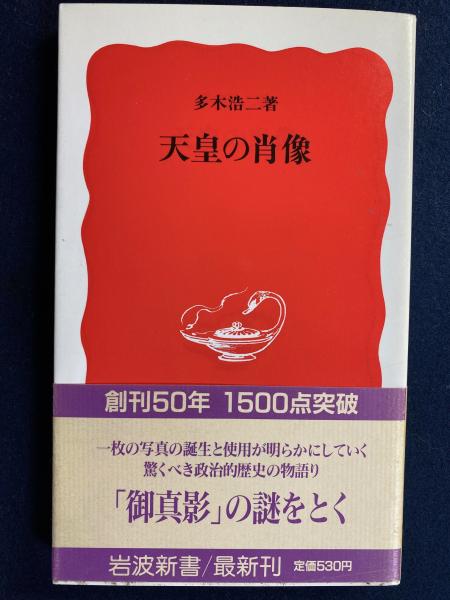 多木浩二著
天皇の肖像
創刊50年 1500点突破
一枚の写真の誕生と使用が明らかにしていく
驚くべき政治的歴史の物語り
「御真影」の謎をとく
岩波新書/最新刊 定価530円